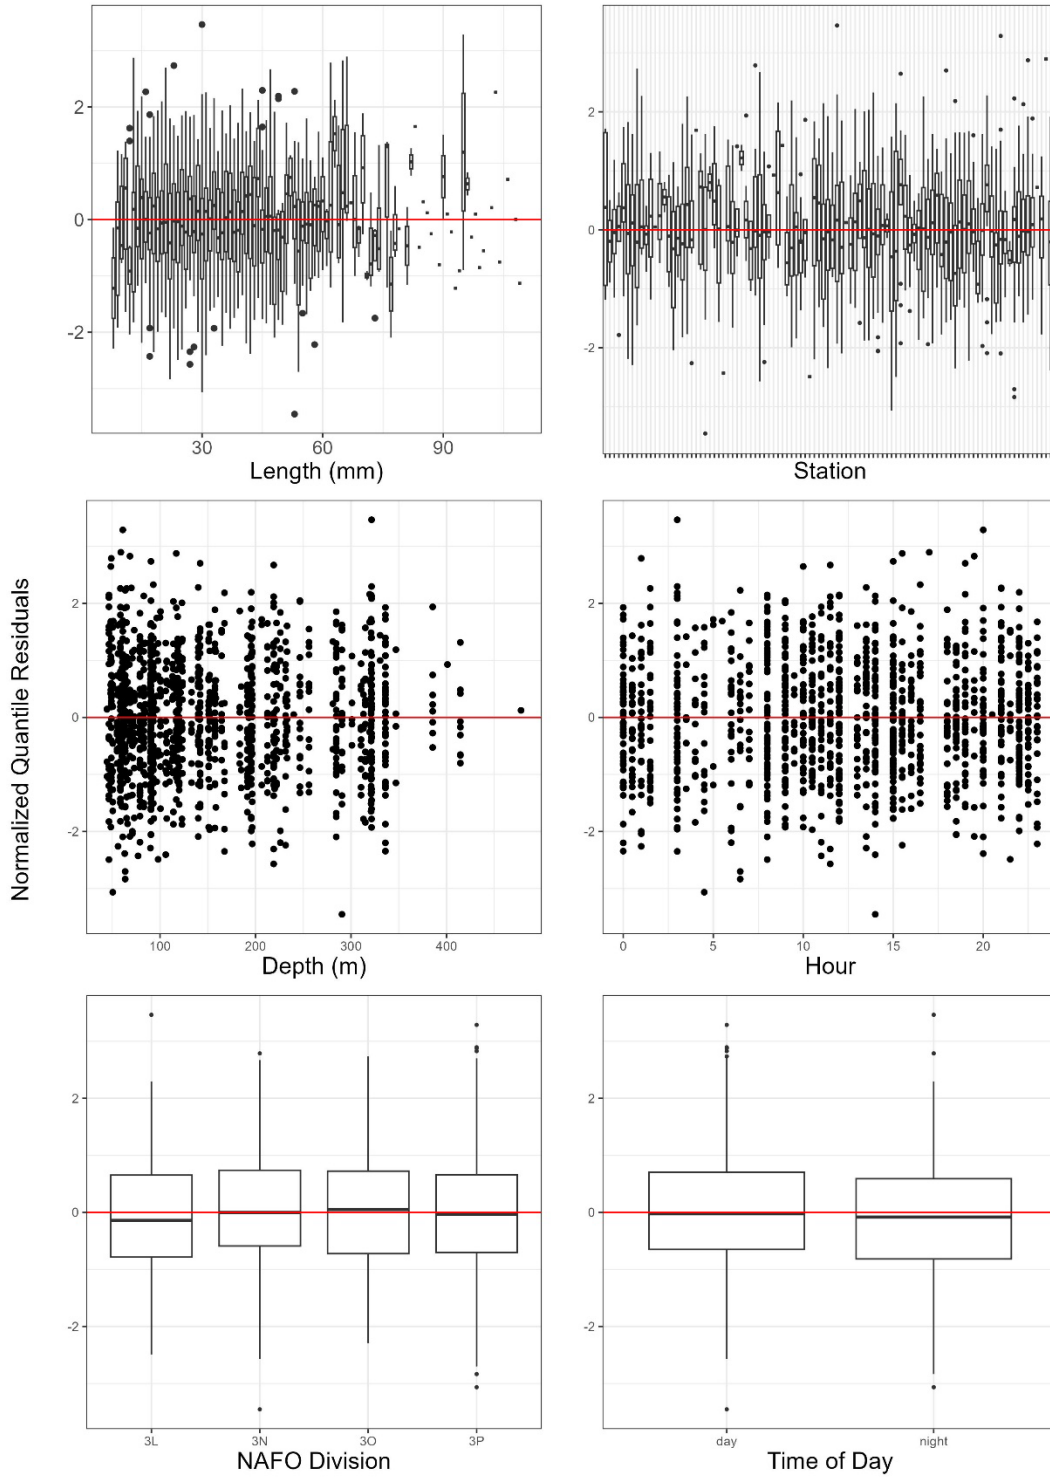 2
0
-2
30
60
90
Length (mm)
2
0
-2
Station
Normalized Quantile Residuals
2
0
-2
100
200
300
400
Depth (m)
2
0
-2
0
5
10
15
20
Hour
2
0
-2
3L
3N
3O
3P
NAFO Division
2
0
-2
day
night
Time of Day